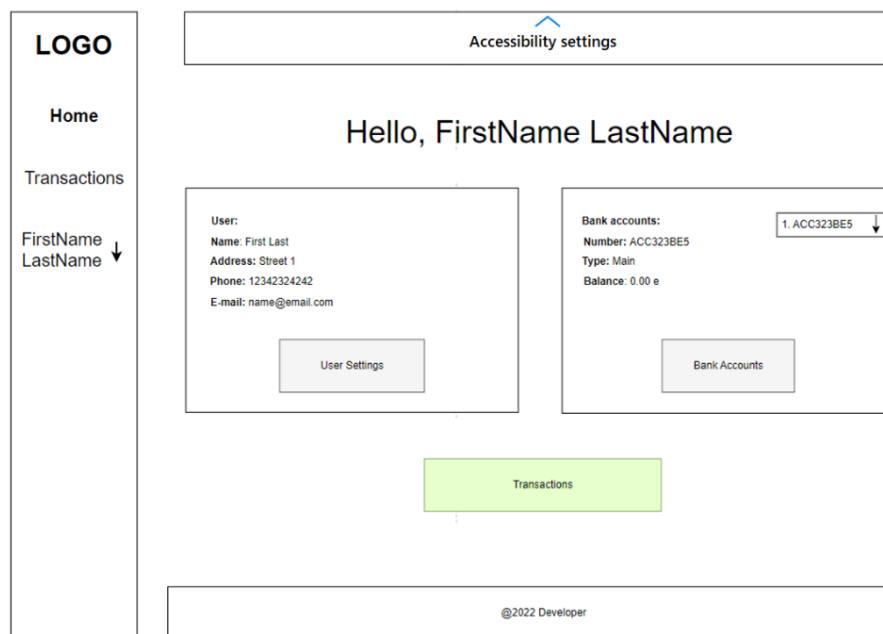 LOGO
Home
Transactions
FirstName
LastName
Accessibility settings
Hello, FirstName LastName
User:
Name: First Last
Address: Street 1
Phone: 12342324242
E-mail: name@email.com
User Settings
Bank accounts:
1. ACC323BE5
Number: ACC323BE5
Type: Main
Balance: 0.00 e
Bank Accounts
Transactions
@2022 Developer